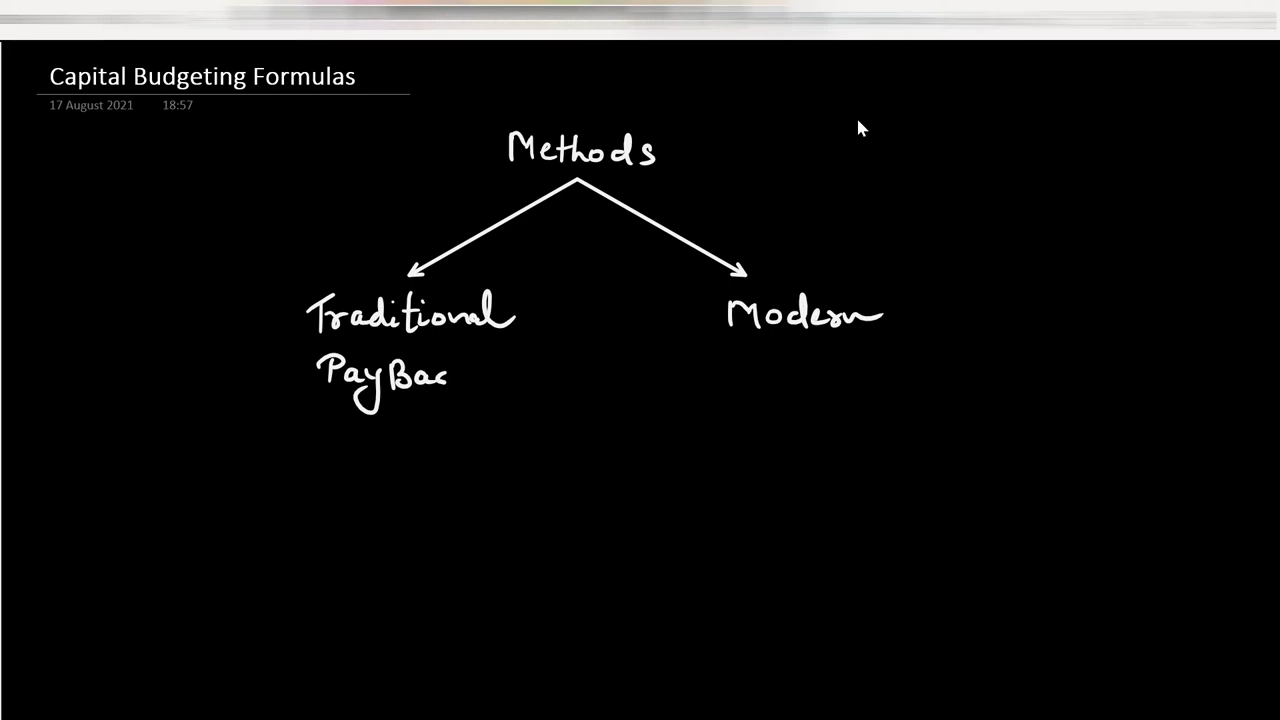 Capital Budgeting Formulas
17 August 2021 18:57
Methods
Traditional Modern
PayBac